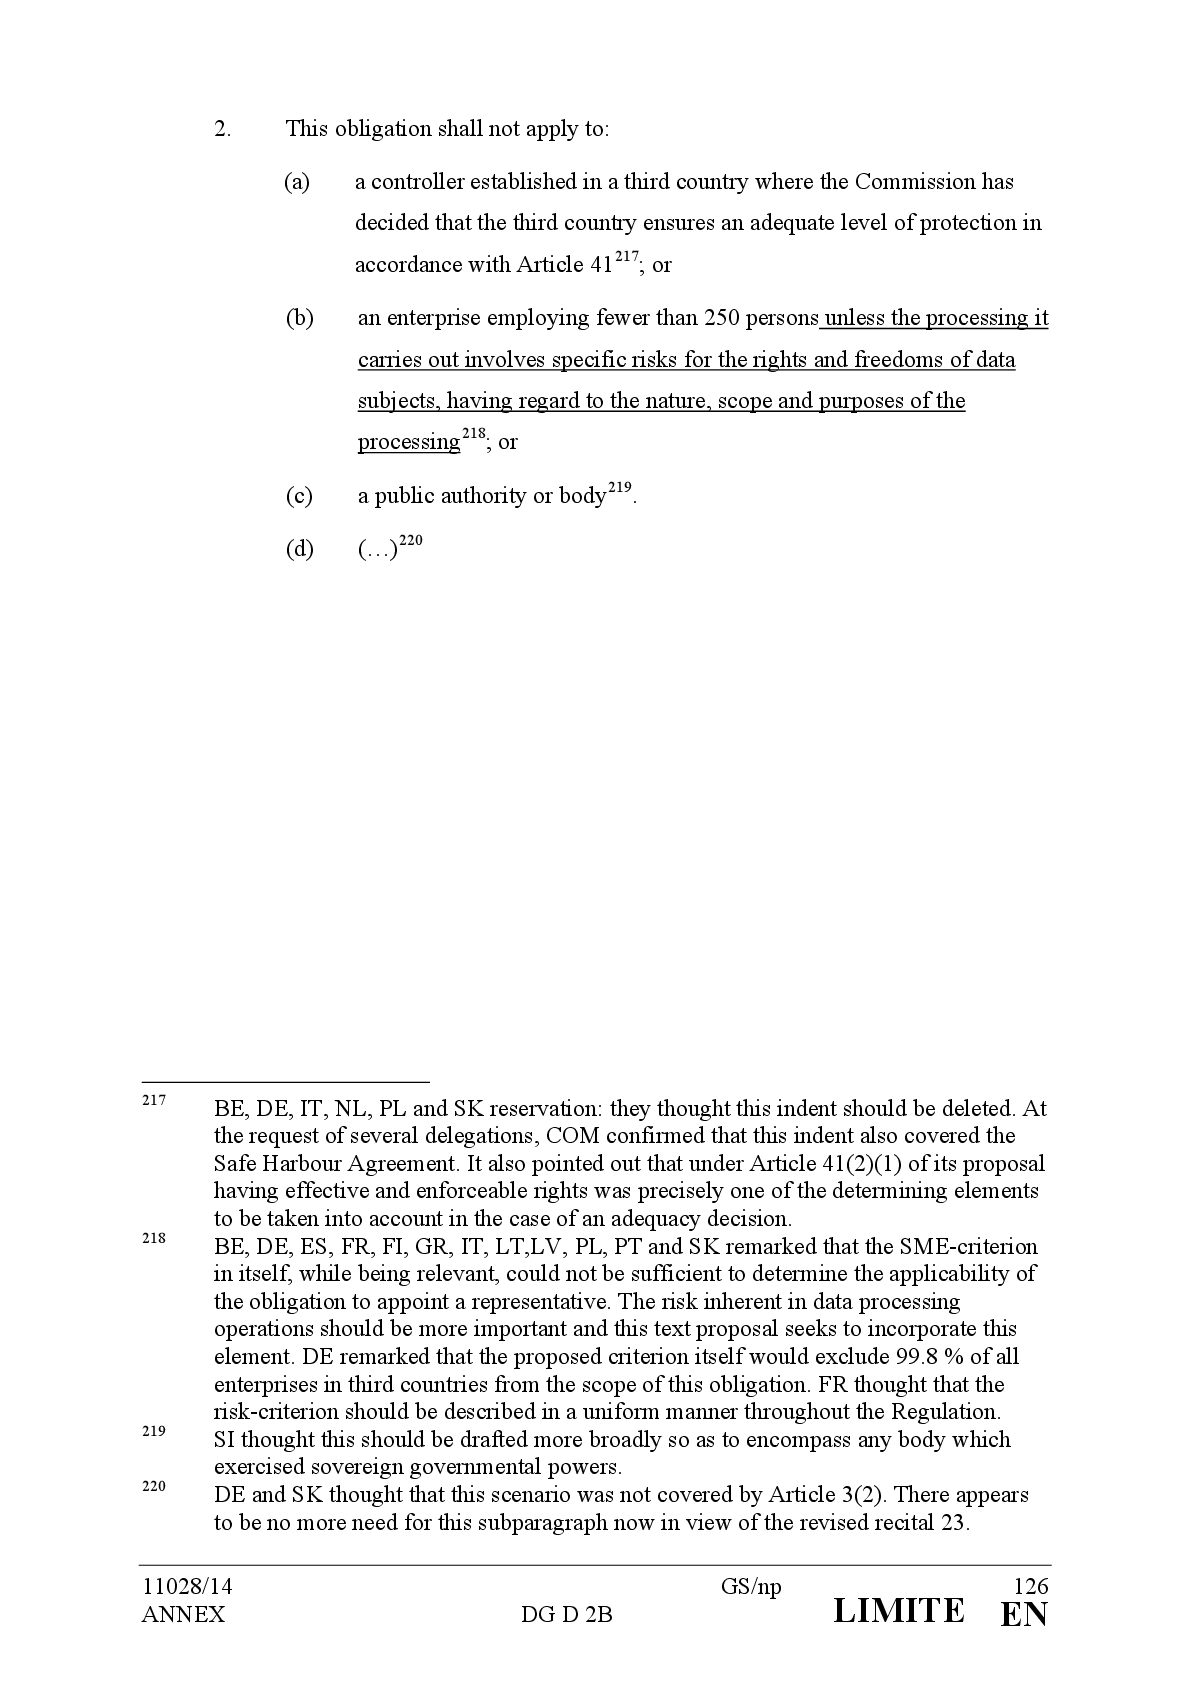 2. This obligation shall not apply to:
(a) a controller established in a third country where the Commission has
decided that the third country ensures an adequate level of protection in
accordance with Article 41217; or
(b) an enterprise employing fewer than 250 persons unless the processing it
carries out involves specific risks for the rights and freedoms of data
subjects, having regard to the nature, scope and purposes of the
processing218; or
(c) a public authority or body219.
(d) (…)220
217 BE, DE, IT, NL, PL and SK reservation: they thought this indent should be deleted. At
the request of several delegations, COM confirmed that this indent also covered the
Safe Harbour Agreement. It also pointed out that under Article 41(2)(1) of its proposal
having effective and enforceable rights was precisely one of the determining elements
to be taken into account in the case of an adequacy decision.
218 BE, DE, ES, FR, FI, GR, IT, LT,LV, PL, PT and SK remarked that the SME-criterion
in itself, while being relevant, could not be sufficient to determine the applicability of
the obligation to appoint a representative. The risk inherent in data processing
operations should be more important and this text proposal seeks to incorporate this
element. DE remarked that the proposed criterion itself would exclude 99.8 % of all
enterprises in third countries from the scope of this obligation. FR thought that the
risk-criterion should be described in a uniform manner throughout the Regulation.
219 SI thought this should be drafted more broadly so as to encompass any body which
exercised sovereign governmental powers.
220 DE and SK thought that this scenario was not covered by Article 3(2). There appears
to be no more need for this subparagraph now in view of the revised recital 23.
11028/14 GS/np 126
ANNEX DG D 2B LIMITE EN